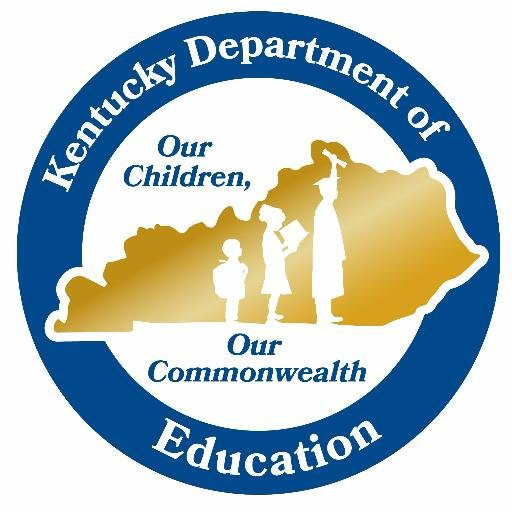 Kentucky Department of
Our
Children,
Our
Commonwealth
Education